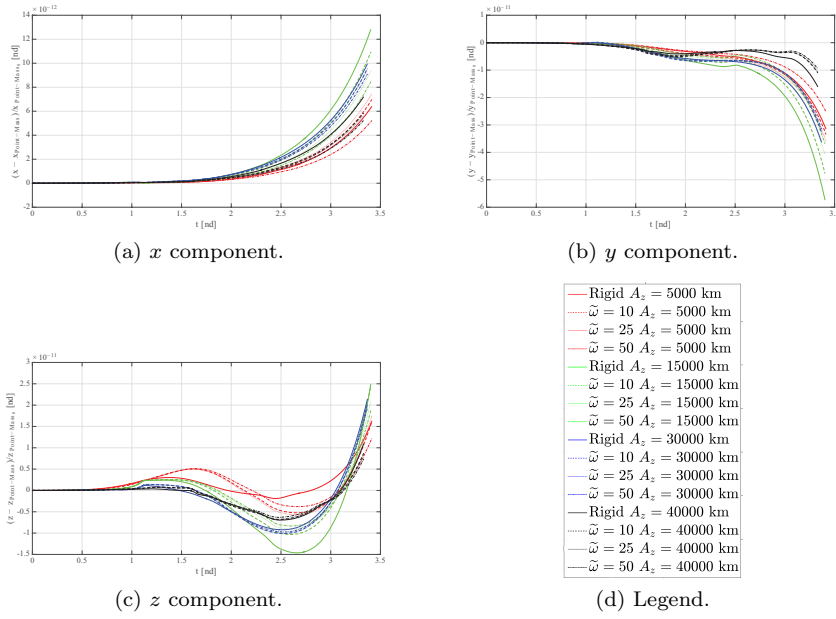 × 10⁻¹²
14
12
10
8
6
4
2
0
-2
0 0.5 1 1.5 2 2.5 3 3.5
t [nd]
(x − x_Point−Mass)/x_Point−Mass [nd]
(a) x component.
× 10⁻¹¹
1
0
-1
-2
-3
-4
-5
-6
0 0.5 1 1.5 2 2.5 3 3.
t [nd]
(y − y_Point−Mass)/y_Point−Mass [nd]
(b) y component.
× 10⁻¹¹
3
2.5
2
1.5
1
0.5
0
-0.5
-1
-1.5
0 0.5 1 1.5 2 2.5 3 3.5
t [nd]
(z − z_Point−Mass)/z_Point−Mass [nd]
(c) z component.
Rigid A_z = 5000 km
ω̃ = 10 A_z = 5000 km
ω̃ = 25 A_z = 5000 km
ω̃ = 50 A_z = 5000 km
Rigid A_z = 15000 km
ω̃ = 10 A_z = 15000 km
ω̃ = 25 A_z = 15000 km
ω̃ = 50 A_z = 15000 km
Rigid A_z = 30000 km
ω̃ = 10 A_z = 30000 km
ω̃ = 25 A_z = 30000 km
ω̃ = 50 A_z = 30000 km
Rigid A_z = 40000 km
ω̃ = 10 A_z = 40000 km
ω̃ = 25 A_z = 40000 km
ω̃ = 50 A_z = 40000 km
(d) Legend.